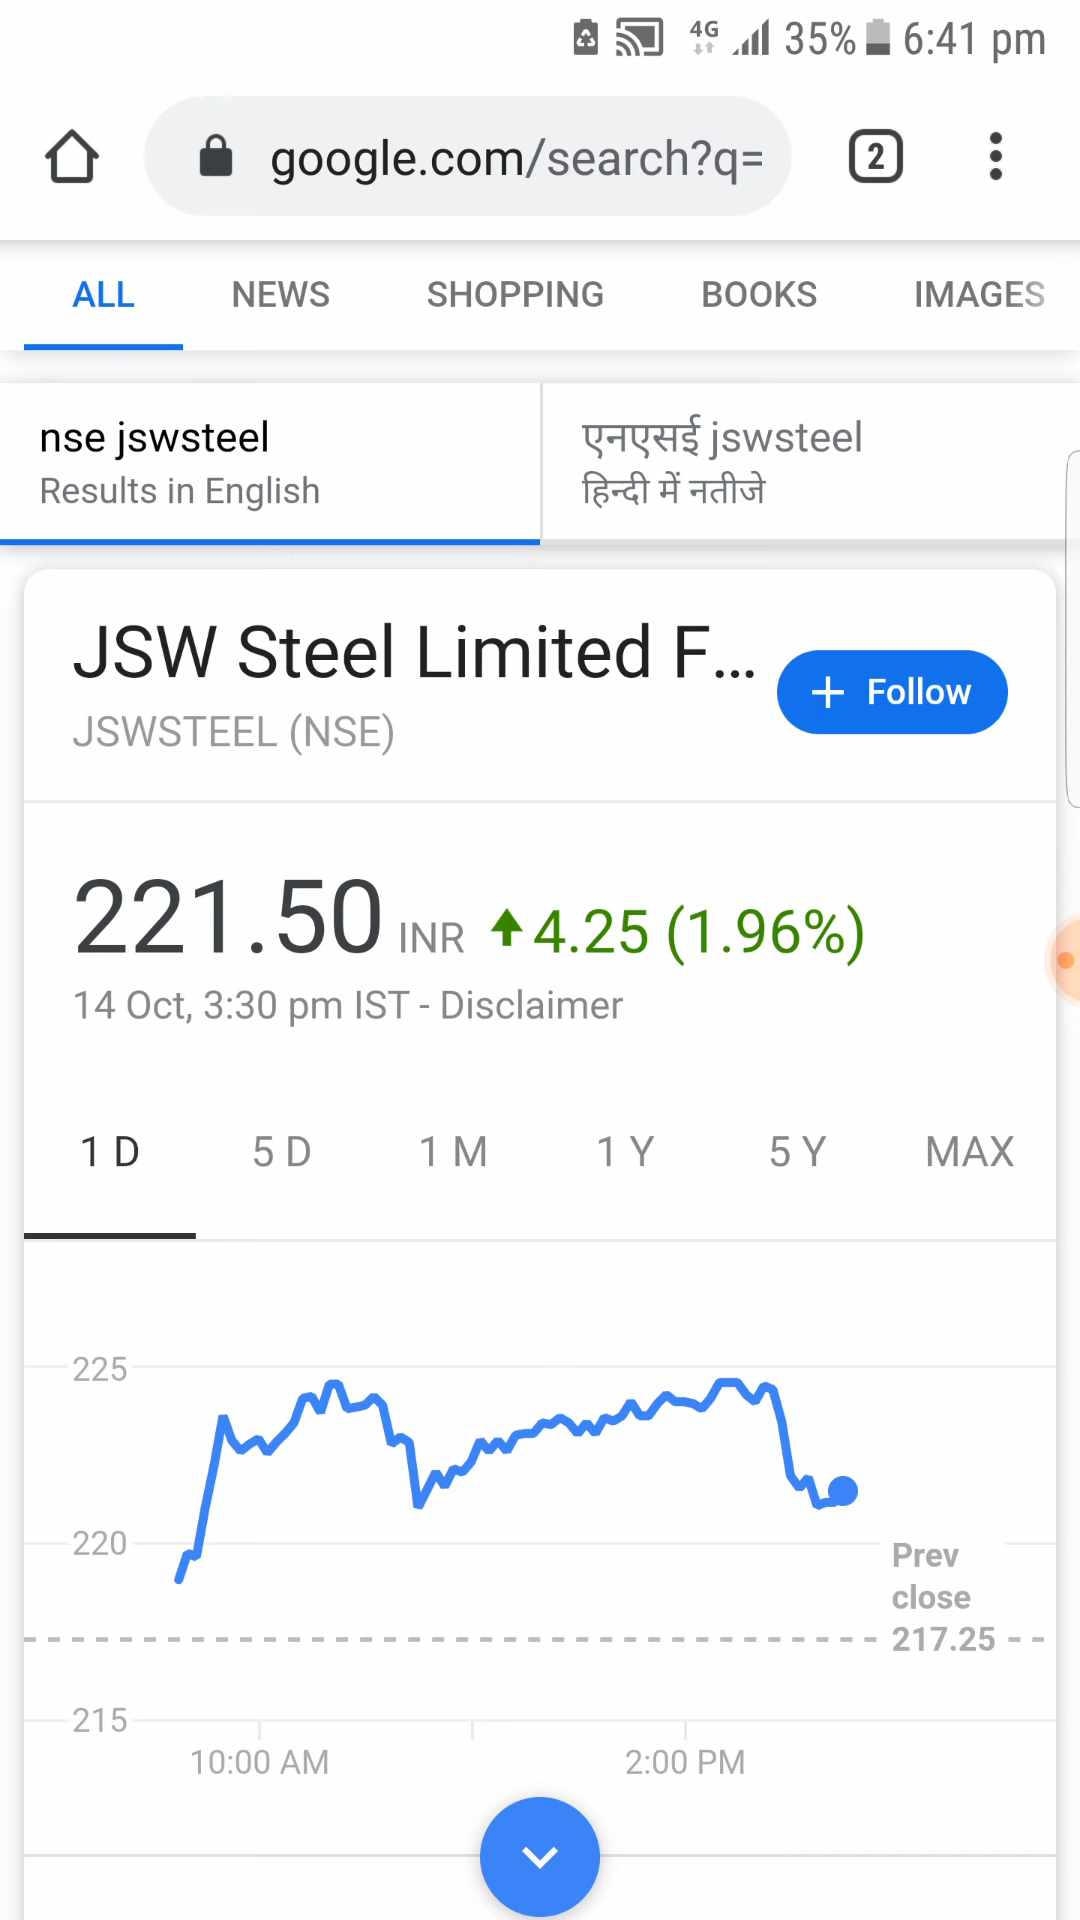 4G 35% 6:41 pm
google.com/search?q= 2
ALL NEWS SHOPPING BOOKS IMAGES
nse jswsteel
Results in English
एनएसई jswsteel
हिन्दी में नतीजे
JSW Steel Limited F...
JSWSTEEL (NSE)
+ Follow
221.50 INR 4.25 (1.96%)
14 Oct, 3:30 pm IST - Disclaimer
1 D 5 D 1 M 1 Y 5 Y MAX
225
220
Prev
close
217.25
215
10:00 AM 2:00 PM